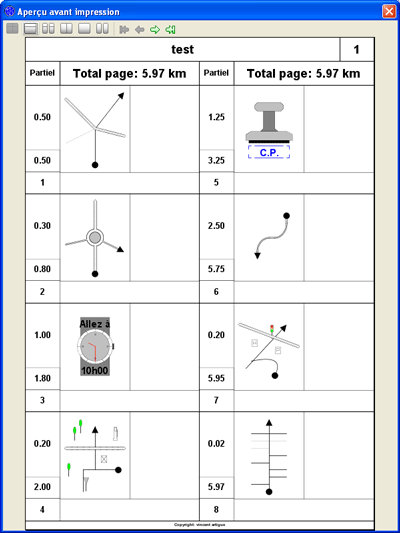 Aperçu avant impression
test
1
Partiel
Total page: 5.97 km
Partiel
Total page: 5.97 km
0.50
0.50
1
0.30
0.80
2
1.00
Allez à
10h00
1.80
3
0.20
2.00
4
1.25
C.P.
3.25
5
2.50
5.75
6
0.20
5.95
7
0.02
5.97
8
Copyright: vincent artigue